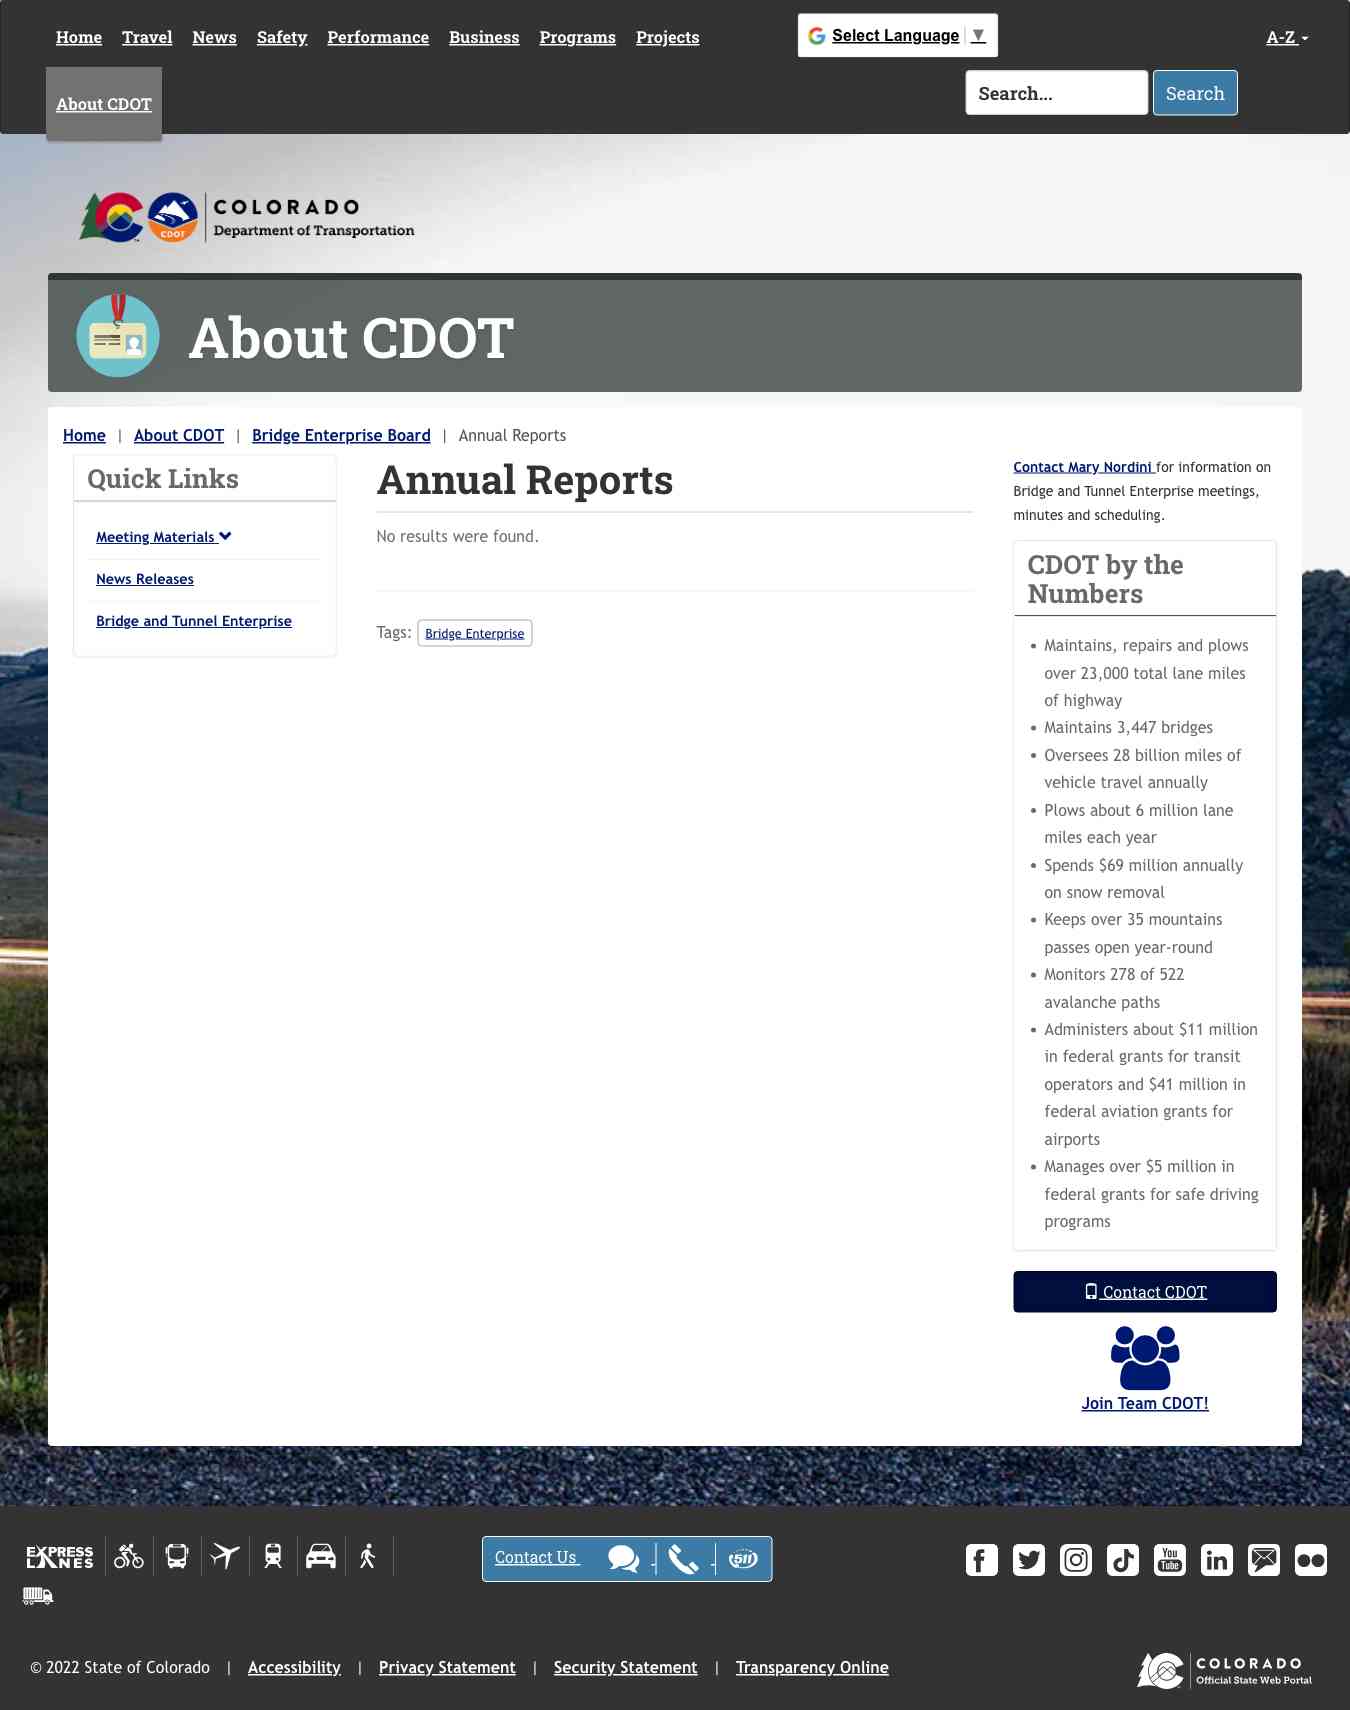 Home Travel News Safety Performance Business Programs Projects
Select Language ▼
A-Z
About CDOT
Search...
Search
CDOT
COLORADO
Department of Transportation
About CDOT
Home | About CDOT | Bridge Enterprise Board | Annual Reports
Quick Links
Meeting Materials
News Releases
Bridge and Tunnel Enterprise
Annual Reports
No results were found.
Tags: Bridge Enterprise
Contact Mary Nordini for information on
Bridge and Tunnel Enterprise meetings,
minutes and scheduling.
CDOT by the
Numbers
• Maintains, repairs and plows
over 23,000 total lane miles
of highway
• Maintains 3,447 bridges
• Oversees 28 billion miles of
vehicle travel annually
• Plows about 6 million lane
miles each year
• Spends $69 million annually
on snow removal
• Keeps over 35 mountains
passes open year-round
• Monitors 278 of 522
avalanche paths
• Administers about $11 million
in federal grants for transit
operators and $41 million in
federal aviation grants for
airports
• Manages over $5 million in
federal grants for safe driving
programs
Contact CDOT
Join Team CDOT!
EXPRESS
LANES
Contact Us
511
You
Tube
© 2022 State of Colorado | Accessibility | Privacy Statement | Security Statement | Transparency Online
COLORADO
Official State Web Portal